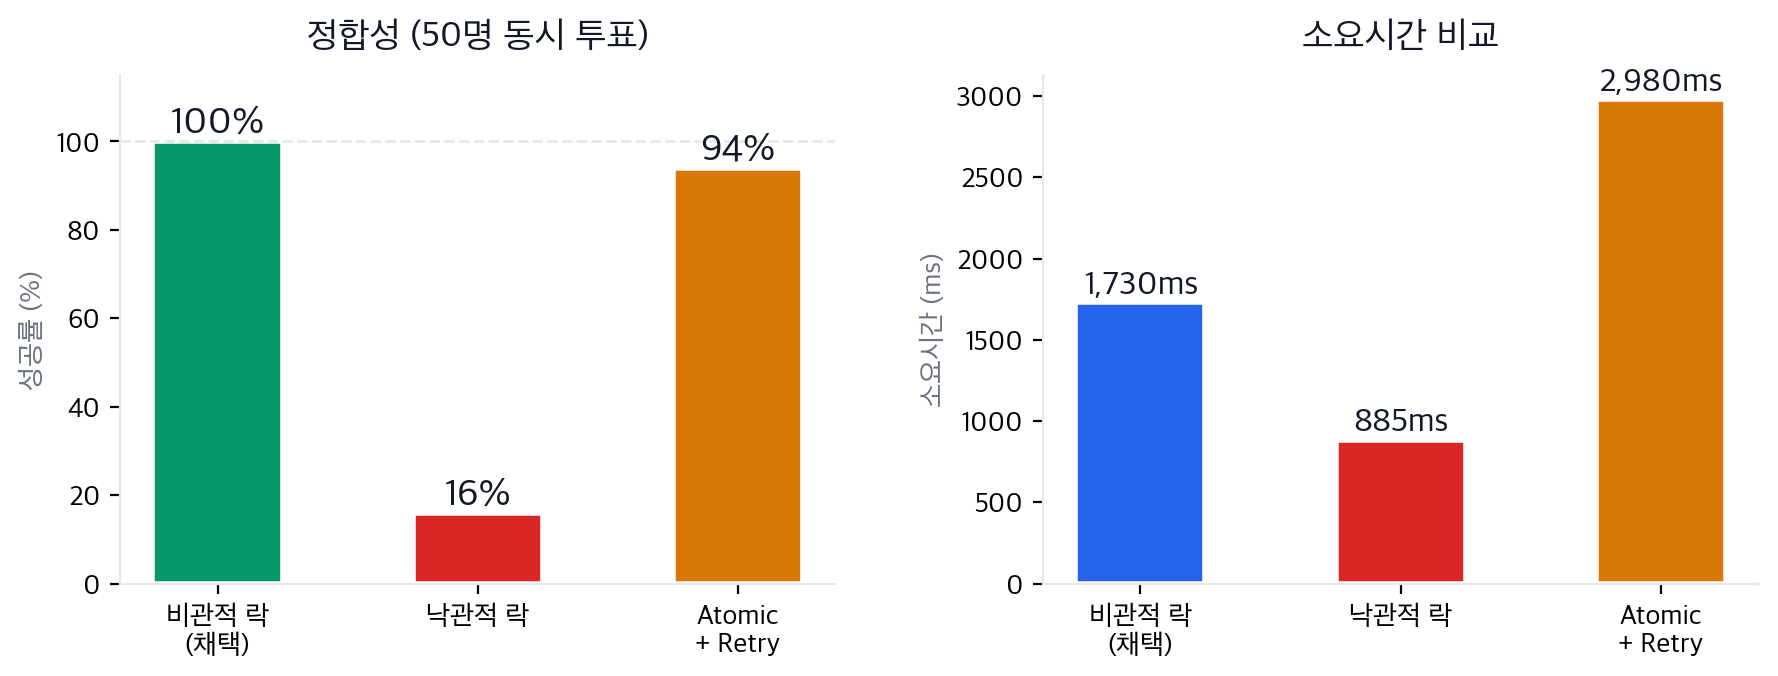 정합성 (50명 동시 투표)
성공률 (%)
100
80
60
40
20
0
100%
16%
94%
비관적 락
(채택)
낙관적 락
Atomic
+ Retry
소요시간 비교
소요시간 (ms)
3000
2500
2000
1500
1000
500
0
1,730ms
885ms
2,980ms
비관적 락
(채택)
낙관적 락
Atomic
+ Retry